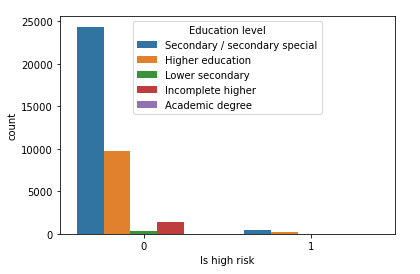 25000
20000
15000
10000
5000
0
count
Education level
Secondary / secondary special
Higher education
Lower secondary
Incomplete higher
Academic degree
0 1
Is high risk